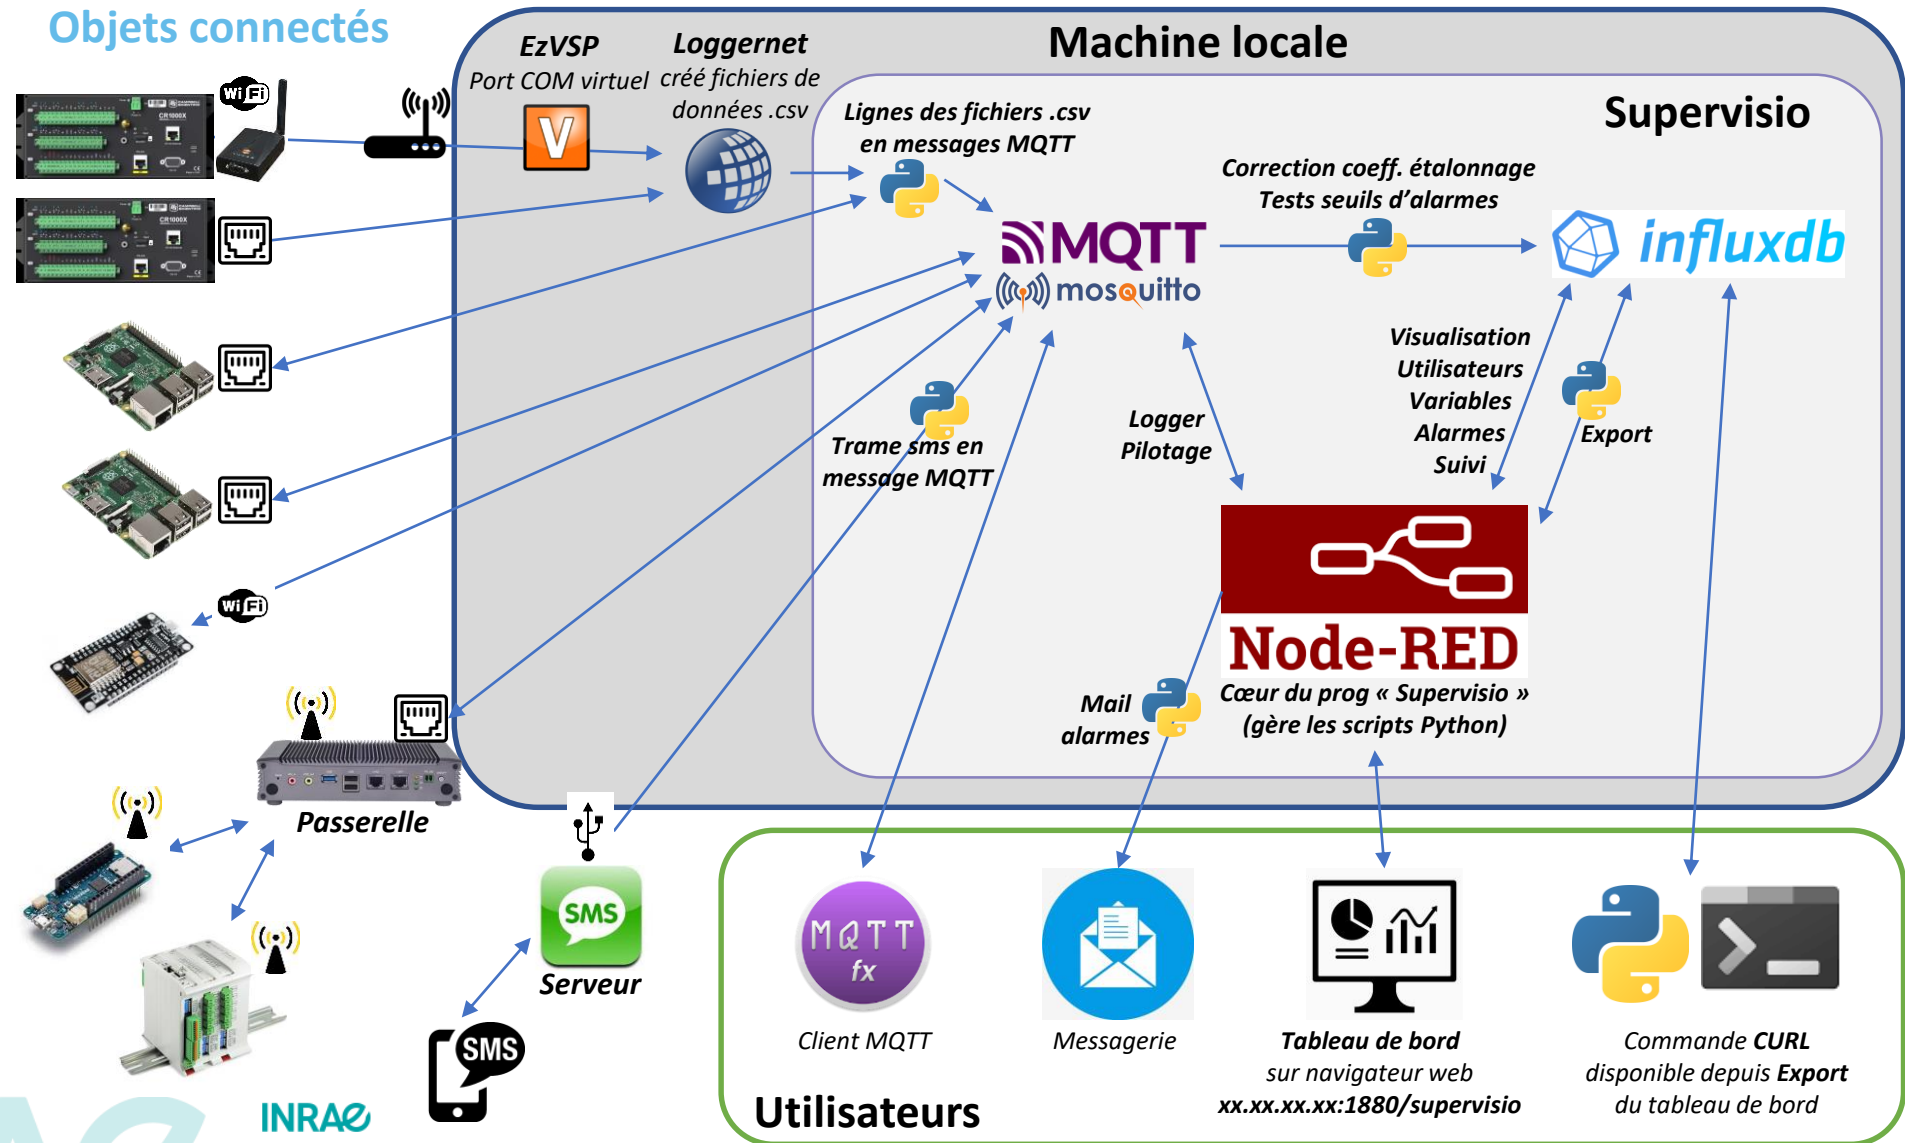 Objets connectés
EzVSP
Port COM virtuel
Loggernet
créé fichiers de
données .csv
Machine locale
Supervisio
WiFi
CR1000X
V
Lignes des fichiers .csv
en messages MQTT
Correction coeff. étalonnage
Tests seuils d’alarmes
CR1000X
MQTT
mosquitto
influxdb
Visualisation
Utilisateurs
Variables
Alarmes
Suivi
Export
Logger
Pilotage
Trame sms en
message MQTT
WiFi
Node-RED
Cœur du prog « Supervisio »
(gère les scripts Python)
Mail
alarmes
Passerelle
SMS
Serveur
SMS
MQTT
fx
Client MQTT
Messagerie
Tableau de bord
sur navigateur web
xx.xx.xx.xx:1880/supervisio
Commande CURL
disponible depuis Export
du tableau de bord
Utilisateurs
INRAE